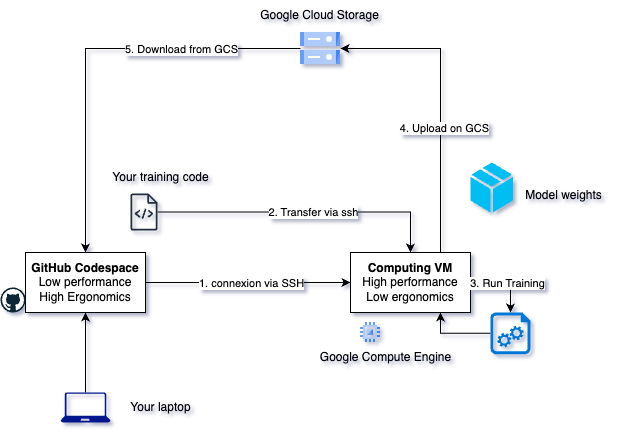 Google Cloud Storage
5. Download from GCS
4. Upload on GCS
Your training code
</>
Model weights
2. Transfer via ssh
GitHub Codespace
Low performance
High Ergonomics
1. connexion via SSH
Computing VM
High performance
Low ergonomics
3. Run Training
Google Compute Engine
Your laptop